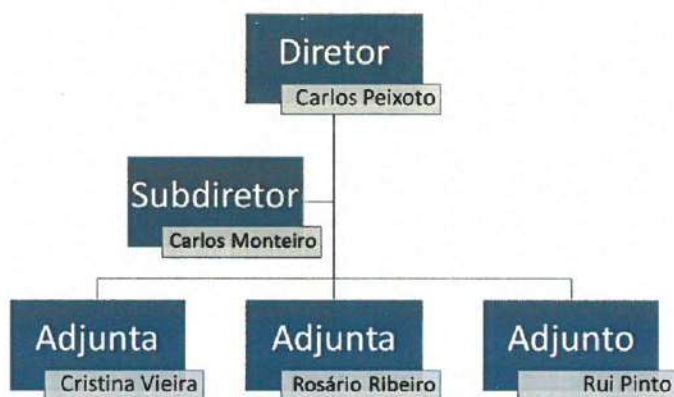 Diretor
Carlos Peixoto
Subdiretor
Carlos Monteiro
Adjunta
Cristina Vieira
Adjunta
Rosário Ribeiro
Adjunto
Rui Pinto